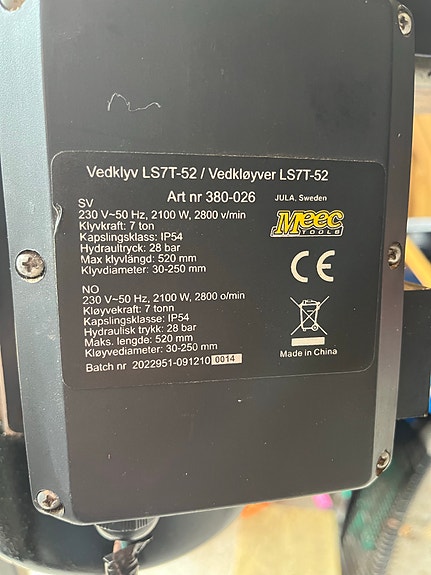 Vedklyv LS7T-52 / Vedkløyver LS7T-52
Art nr 380-026
JULA, Sweden
Meec
TOOLS
SV
230 V~50 Hz, 2100 W, 2800 v/min
Klyvkraft: 7 ton
Kapslingsklass: IP54
Hydraultryck: 28 bar
Max klyvlängd: 520 mm
Klyvdiameter: 30-250 mm
NO
230 V~50 Hz, 2100 W, 2800 o/min
Kløyvekraft: 7 tonn
Kapslingsklasse: IP54
Hydraulisk trykk: 28 bar
Maks. lengde: 520 mm
Kløyvediameter: 30-250 mm
Batch nr 2022951-091210 0014
CE
Made in China